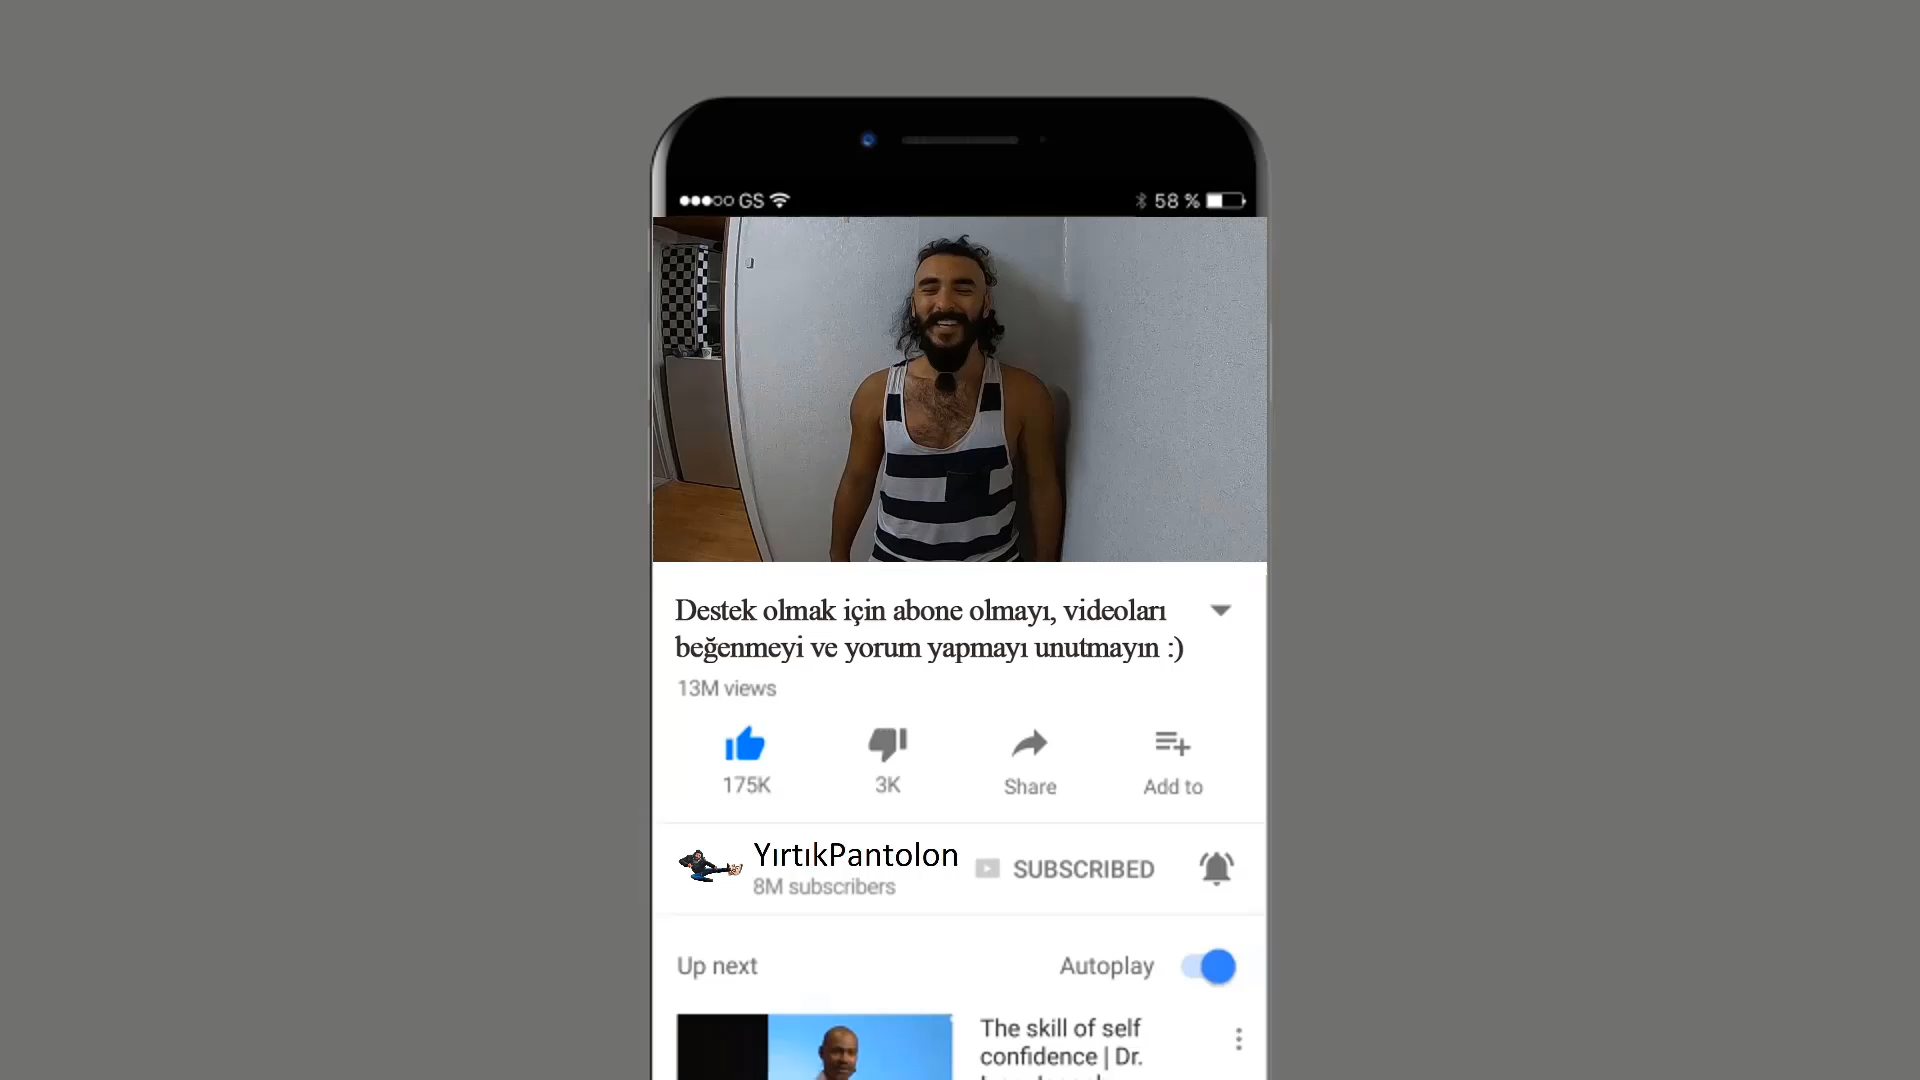 GS 58 %
Destek olmak için abone olmayı, videoları
beğenmeyi ve yorum yapmayı unutmayın :)
13M views
175K 3K Share Add to
YırtıkPantolon
8M subscribers
SUBSCRIBED
Up next Autoplay
The skill of self
confidence | Dr.